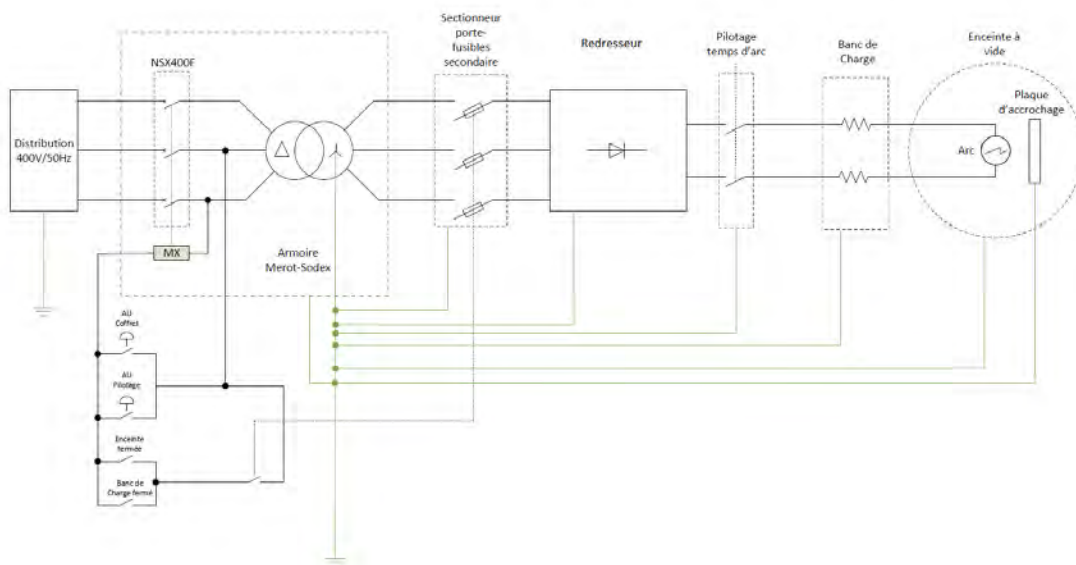 Sectionneur
porte-
fusibles
secondaire
Redresseur
Pilotage
temps d'arc
Banc de
Charge
Enceinte à
vide
NSX400F
Plaque
d'accrochage
Distribution
400V/50Hz
Arc
MX
Armoire
Merot-Sodex
AU
Coffret
AU
Pilotage
Enceinte
fermée
Banc de
Charge fermé